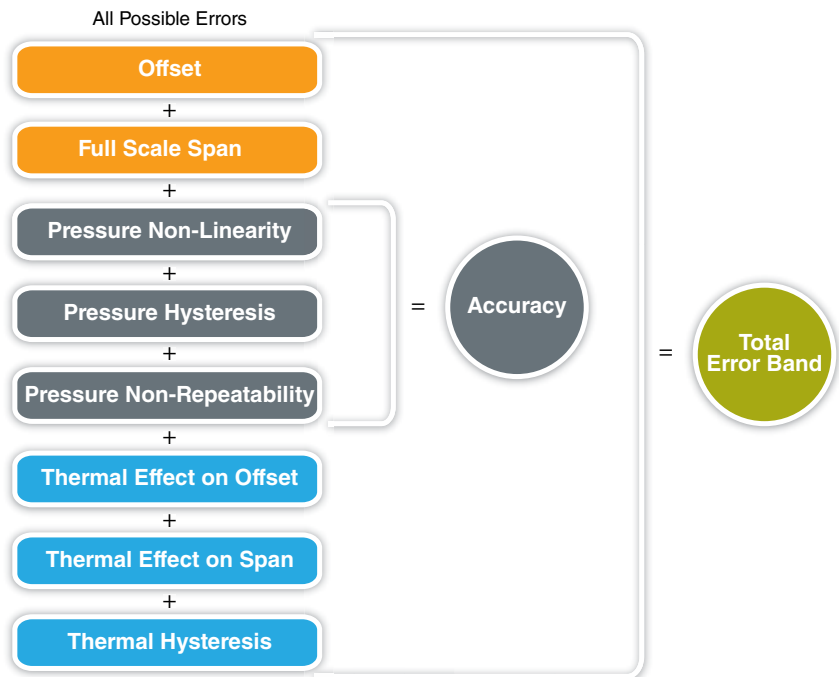 All Possible Errors
Offset
+
Full Scale Span
+
Pressure Non-Linearity
+
Pressure Hysteresis
+
Pressure Non-Repeatability
+
Thermal Effect on Offset
+
Thermal Effect on Span
+
Thermal Hysteresis
=
Accuracy
=
Total
Error Band